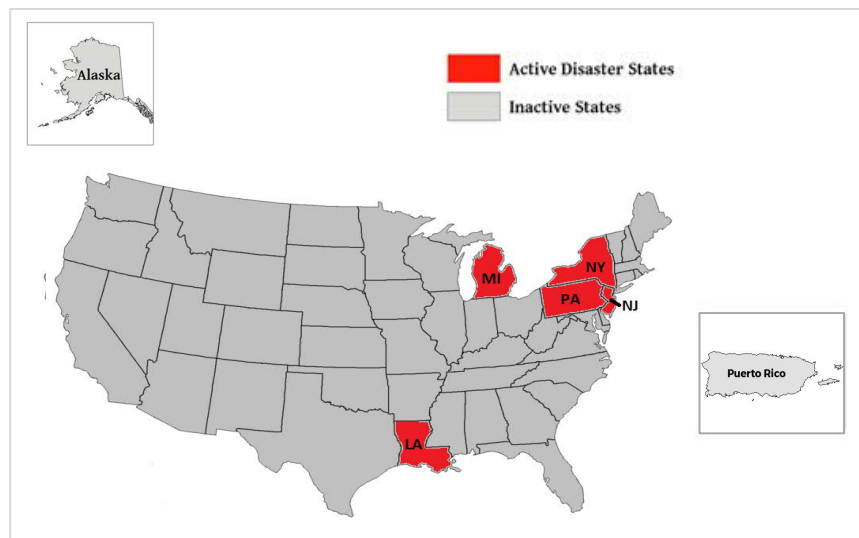 Alaska
Active Disaster States
Inactive States
MI
NY
PA
NJ
Puerto Rico
LA